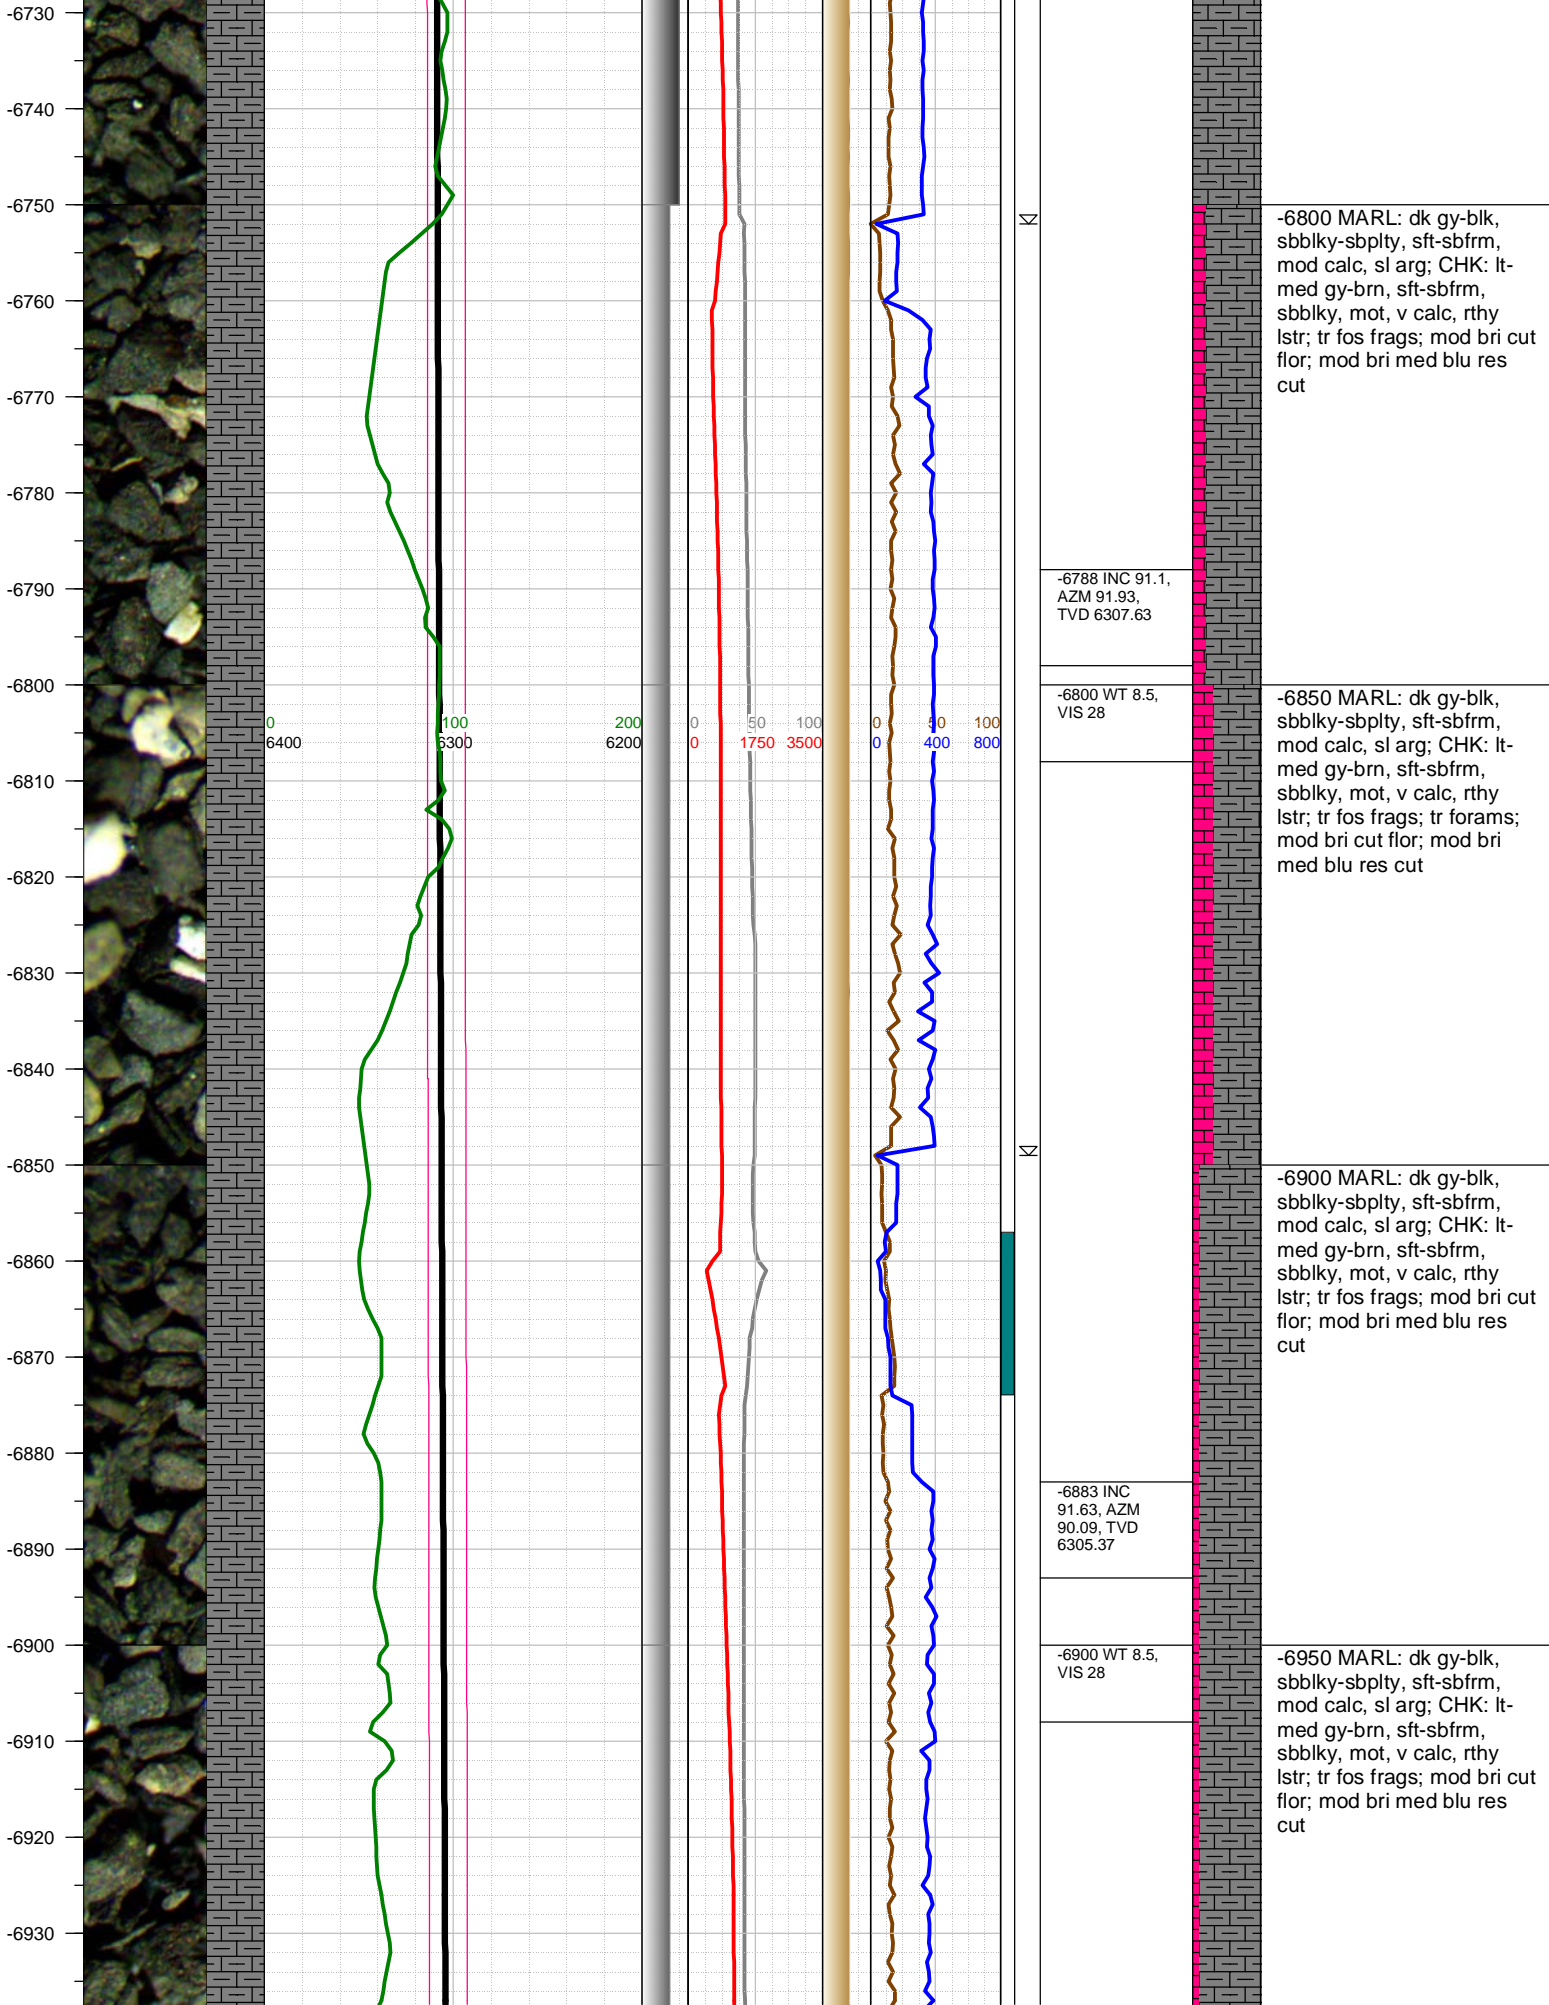 -6730
-6740
-6750
-6760
-6770
-6780
-6790
-6800
-6810
-6820
-6830
-6840
-6850
-6860
-6870
-6880
-6890
-6900
-6910
-6920
-6930
0 100 200
6400 6300 6200
0 50 100
0 1750 3500
0 50 100
0 400 800
-6788 INC 91.1,
AZM 91.93,
TVD 6307.63
-6800 WT 8.5,
VIS 28
-6883 INC
91.63, AZM
90.09, TVD
6305.37
-6900 WT 8.5,
VIS 28
-6800 MARL: dk gy-blk,
sbblky-sbplty, sft-sbfrm,
mod calc, sl arg; CHK: lt-
med gy-brn, sft-sbfrm,
sbblky, mot, v calc, rthy
lstr; tr fos frags; mod bri cut
flor; mod bri med blu res
cut
-6850 MARL: dk gy-blk,
sbblky-sbplty, sft-sbfrm,
mod calc, sl arg; CHK: lt-
med gy-brn, sft-sbfrm,
sbblky, mot, v calc, rthy
lstr; tr fos frags; tr forams;
mod bri cut flor; mod bri
med blu res cut
-6900 MARL: dk gy-blk,
sbblky-sbplty, sft-sbfrm,
mod calc, sl arg; CHK: lt-
med gy-brn, sft-sbfrm,
sbblky, mot, v calc, rthy
lstr; tr fos frags; mod bri cut
flor; mod bri med blu res
cut
-6950 MARL: dk gy-blk,
sbblky-sbplty, sft-sbfrm,
mod calc, sl arg; CHK: lt-
med gy-brn, sft-sbfrm,
sbblky, mot, v calc, rthy
lstr; tr fos frags; mod bri cut
flor; mod bri med blu res
cut